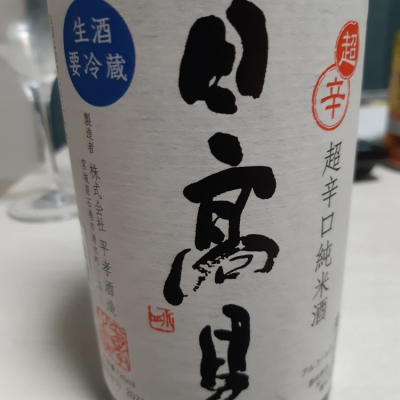 超
辛
超辛口純米酒
日高見
生酒
要冷蔵
製造者
株式会社 平孝酒造